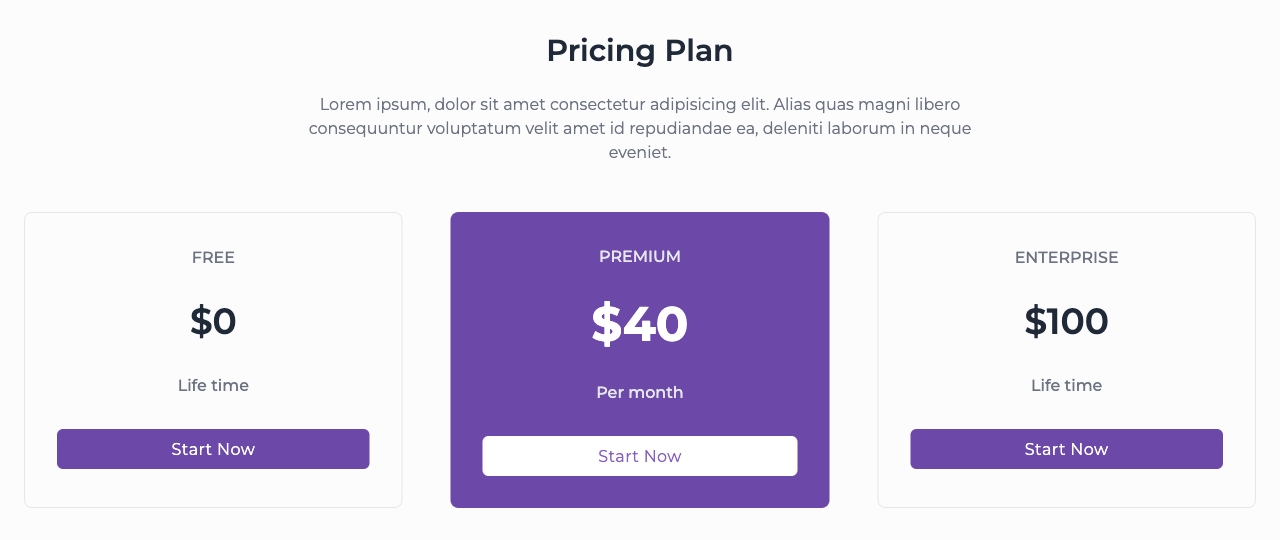 Pricing Plan
Lorem ipsum, dolor sit amet consectetur adipisicing elit. Alias quas magni libero
consequuntur voluptatum velit amet id repudiandae ea, deleniti laborum in neque
eveniet.
FREE
$0
Life time
Start Now
PREMIUM
$40
Per month
Start Now
ENTERPRISE
$100
Life time
Start Now